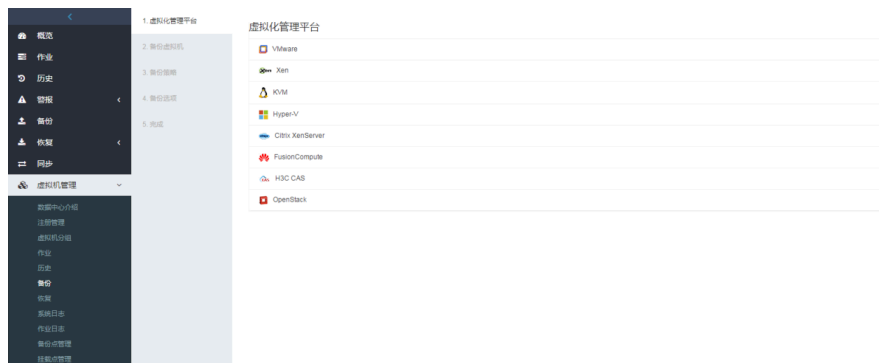 概览
作业
历史
警报
备份
恢复
同步
虚拟机管理
数据中心介绍
注册管理
虚拟机分组
作业
历史
备份
恢复
系统日志
作业日志
备份点管理
挂载点管理
1. 虚拟化管理平台
2. 备份虚拟机
3. 备份策略
4. 备份选项
5. 完成
虚拟化管理平台
VMware
Xen
KVM
Hyper-V
Citrix XenServer
FusionCompute
H3C CAS
OpenStack